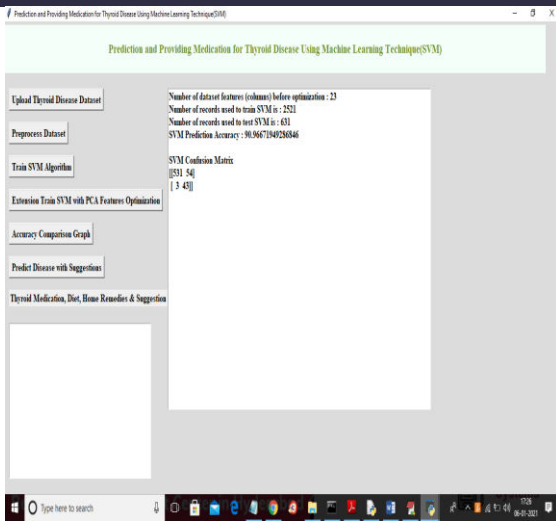 Prediction and Providing Medication for Thyroid Disease Using Machine Learning Technique(SVM)
Prediction and Providing Medication for Thyroid Disease Using Machine Learning Technique(SVM)
Upload Thyroid Disease Dataset
Preprocess Dataset
Train SVM Algorithm
Extension Train SVM with PCA Features Optimization
Accuracy Comparison Graph
Predict Disease with Suggestions
Thyroid Medication, Diet, Home Remedies & Suggestion
Number of dataset features (columns) before optimization : 23
Number of records used to train SVM is : 2521
Number of records used to test SVM is : 631
SVM Prediction Accuracy : 90.96671949286846
SVM Confusion Matrix
[[531 54]
[ 3 43]]
Type here to search
17:26
06-01-2021